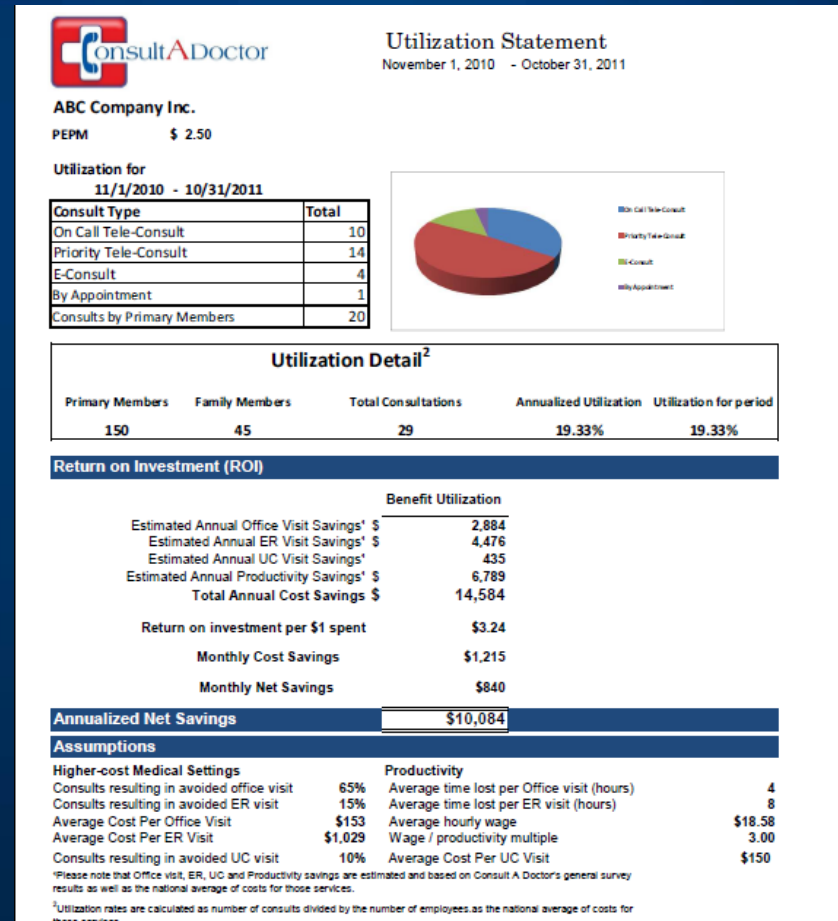 ConsultADoctor
Utilization Statement
November 1, 2010 - October 31, 2011
ABC Company Inc.
PEPM $ 2.50
Utilization for
11/1/2010 - 10/31/2011
Consult Type Total
On Call Tele-Consult 10
Priority Tele-Consult 14
E-Consult 4
By Appointment 1
Consults by Primary Members 20
On Call Tele-Consult
Priority Tele-Consult
E-Consult
By Appointment
Utilization Detail²
Primary Members Family Members Total Consultations Annualized Utilization Utilization for period
150 45 29 19.33% 19.33%
Return on Investment (ROI)
Benefit Utilization
Estimated Annual Office Visit Savings¹ $ 2,884
Estimated Annual ER Visit Savings¹ $ 4,476
Estimated Annual UC Visit Savings¹ 435
Estimated Annual Productivity Savings¹ $ 6,789
Total Annual Cost Savings $ 14,584
Return on investment per $1 spent $3.24
Monthly Cost Savings $1,215
Monthly Net Savings $840
Annualized Net Savings $10,084
Assumptions
Higher-cost Medical Settings Productivity
Consults resulting in avoided office visit 65% Average time lost per Office visit (hours) 4
Consults resulting in avoided ER visit 15% Average time lost per ER visit (hours) 8
Average Cost Per Office Visit $153 Average hourly wage $18.58
Average Cost Per ER Visit $1,029 Wage / productivity multiple 3.00
Consults resulting in avoided UC visit 10% Average Cost Per UC Visit $150
¹Please note that Office visit, ER, UC and Productivity savings are estimated and based on Consult A Doctor's general survey
results as well as the national average of costs for those services.
²Utilization rates are calculated as number of consults divided by the number of employees.as the national average of costs for
those services